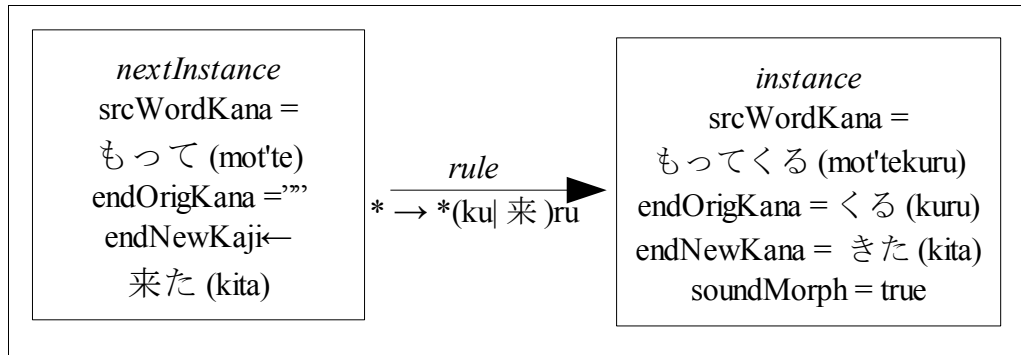 nextInstance
srcWordKana =
もって (mot'te)
endOrigKana =””
endNewKaji←
来た (kita)
rule
* → *(ku| 来 )ru
instance
srcWordKana =
もってくる (mot'tekuru)
endOrigKana = くる (kuru)
endNewKana = きた (kita)
soundMorph = true